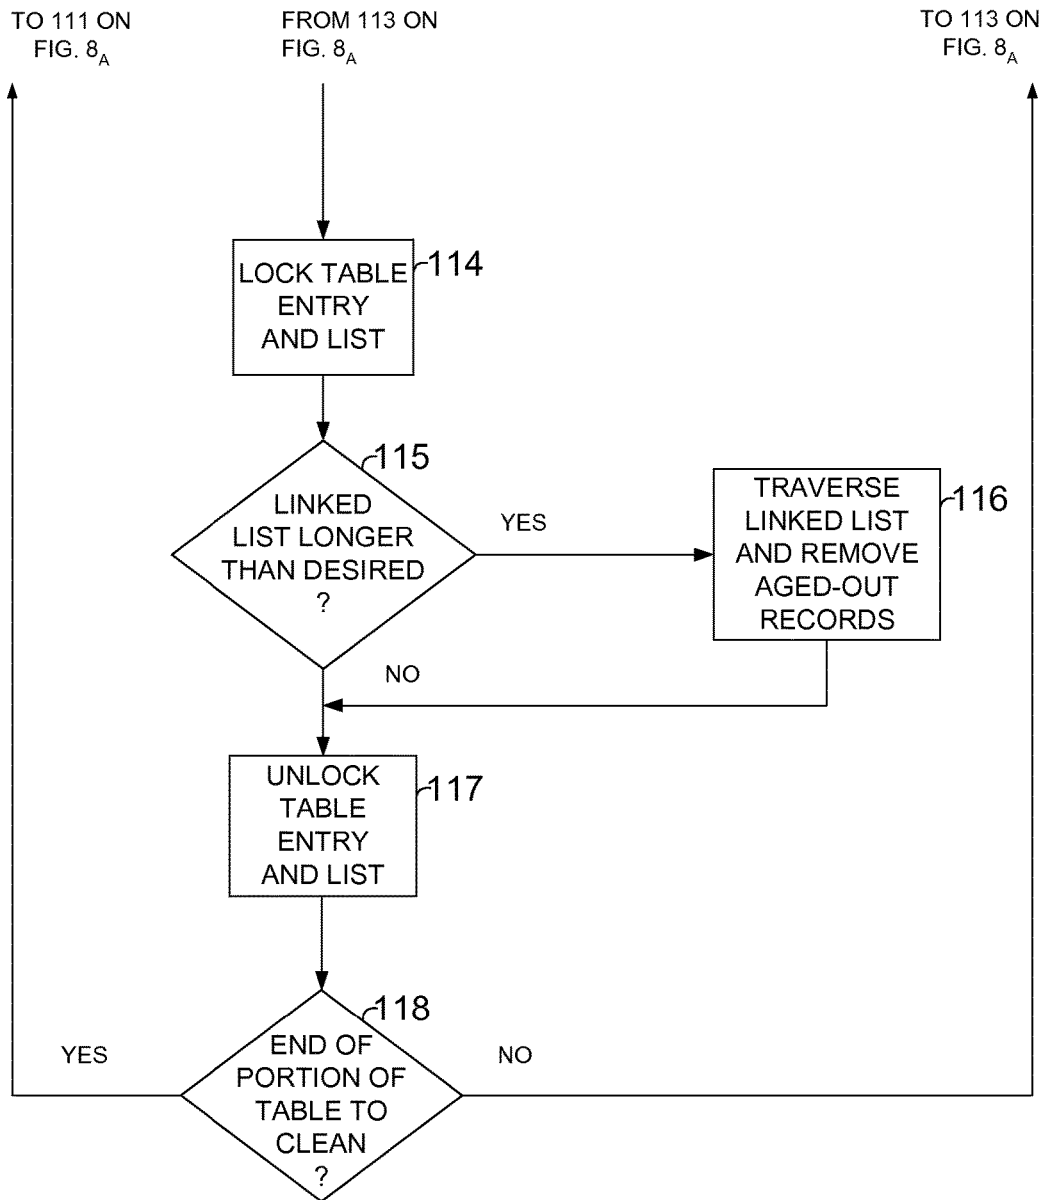 TO 111 ON
FIG. 8A
FROM 113 ON
FIG. 8A
TO 113 ON
FIG. 8A
LOCK TABLE
ENTRY
AND LIST
114
LINKED
LIST LONGER
THAN DESIRED
?
115
YES
TRAVERSE
LINKED LIST
AND REMOVE
AGED-OUT
RECORDS
116
NO
UNLOCK
TABLE
ENTRY
AND LIST
117
END OF
PORTION OF
TABLE TO
CLEAN
?
118
YES
NO